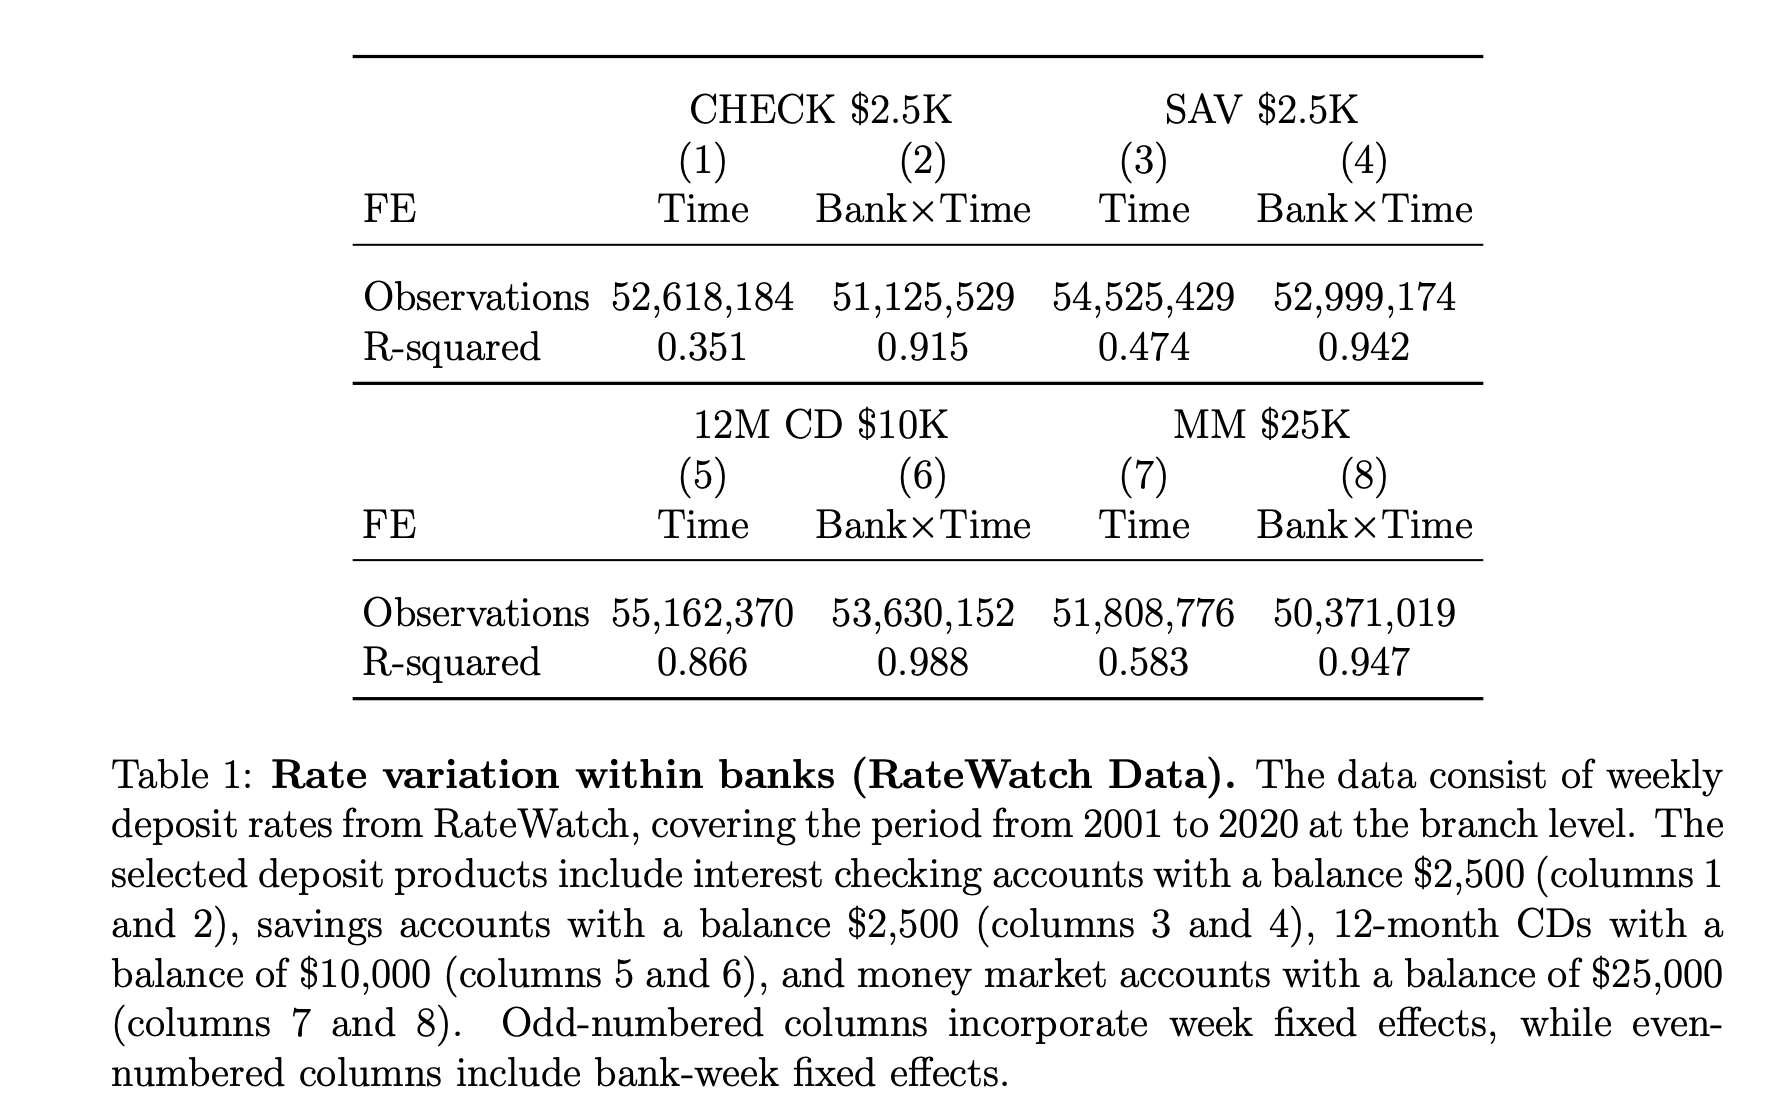 CHECK $2.5K SAV $2.5K
(1) (2) (3) (4)
FE Time Bank×Time Time Bank×Time
Observations 52,618,184 51,125,529 54,525,429 52,999,174
R-squared 0.351 0.915 0.474 0.942
12M CD $10K MM $25K
(5) (6) (7) (8)
FE Time Bank×Time Time Bank×Time
Observations 55,162,370 53,630,152 51,808,776 50,371,019
R-squared 0.866 0.988 0.583 0.947
Table 1: Rate variation within banks (RateWatch Data). The data consist of weekly
deposit rates from RateWatch, covering the period from 2001 to 2020 at the branch level. The
selected deposit products include interest checking accounts with a balance $2,500 (columns 1
and 2), savings accounts with a balance $2,500 (columns 3 and 4), 12-month CDs with a
balance of $10,000 (columns 5 and 6), and money market accounts with a balance of $25,000
(columns 7 and 8). Odd-numbered columns incorporate week fixed effects, while even-
numbered columns include bank-week fixed effects.